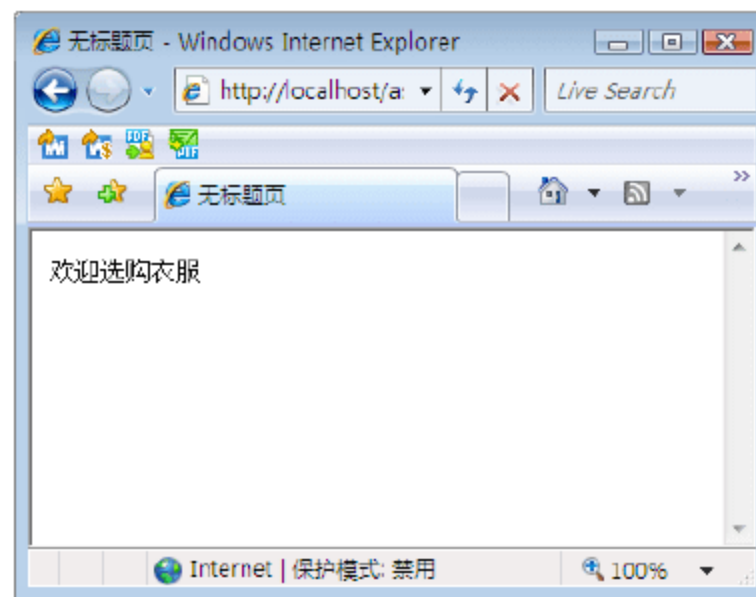 无标题页 - Windows Internet Explorer
http://localhost/a
Live Search
无标题页
欢迎选购衣服
Internet | 保护模式: 禁用
100%